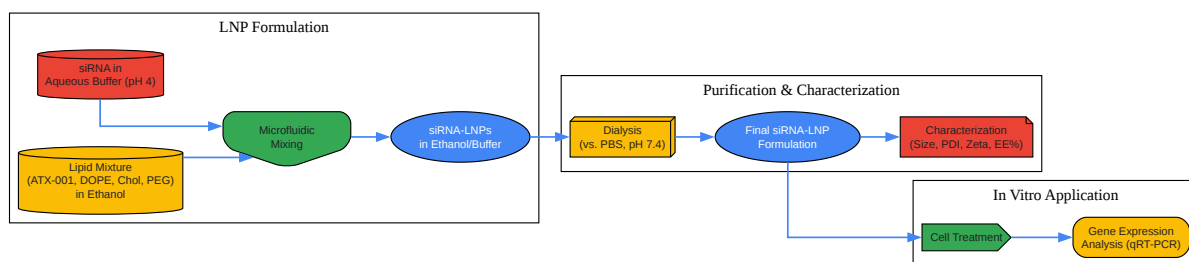 LNP Formulation
siRNA in
Aqueous Buffer (pH 4)
Microfluidic
Mixing
siRNA-LNPs
in Ethanol/Buffer
Lipid Mixture
(ATX-001, DOPE, Chol, PEG)
in Ethanol
Purification & Characterization
Dialysis
(vs. PBS, pH 7.4)
Final siRNA-LNP
Formulation
Characterization
(Size, PDI, Zeta, EE%)
In Vitro Application
Cell Treatment
Gene Expression
Analysis (qRT-PCR)